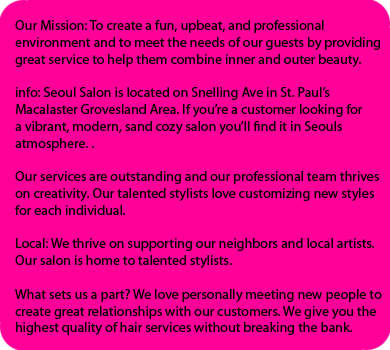 Our Mission: To create a fun, upbeat, and professional
environment and to meet the needs of our guests by providing
great service to help them combine inner and outer beauty.
info: Seoul Salon is located on Snelling Ave in St. Paul's
Macalaster Grovesland Area. If you're a customer looking for
a vibrant, modern, sand cozy salon you'll find it in Seouls
atmosphere. .
Our services are outstanding and our professional team thrives
on creativity. Our talented stylists love customizing new styles
for each individual.
Local: We thrive on supporting our neighbors and local artists.
Our salon is home to talented stylists.
What sets us a part? We love personally meeting new people to
create great relationships with our customers. We give you the
highest quality of hair services without breaking the bank.